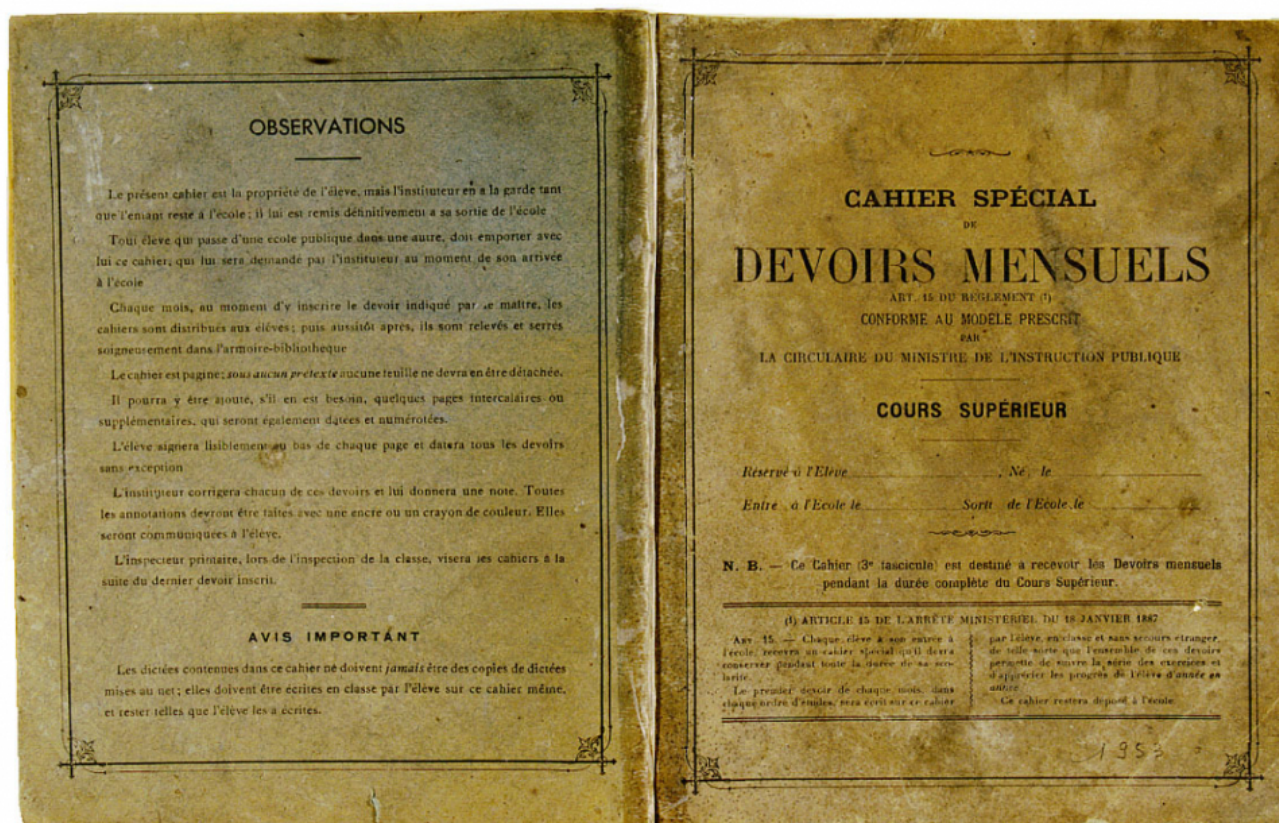 OBSERVATIONS
Le présent cahier est la propriété de l'élève, mais l'instituteur en a la garde tant
que l'enfant reste à l'école; il lui est remis définitivement a sa sortie de l'école
Tout élève qui passe d'une ecole publique dans une autre, doit emporter avec
lui ce cahier, qui lui sera demandé par l'instituteur au moment de son arrivée
à l'école
Chaque mois, au moment d'y inscrire le devoir indiqué par le maître, les
cahiers sont distribués aux élèves; puis aussitôt après, ils sont relevés et serrés
soigneusement dans l'armoire-bibliothèque
Le cahier est paginé; sous aucun prétexte aucune feuille ne devra en être détachée.
Il pourra y être ajouté, s'il en est besoin, quelques pages intercalaires ou
supplémentaires, qui seront également datées et numérotées.
L'élève signera lisiblement au bas de chaque page et datera tous les devoirs
sans exception
L'instituteur corrigera chacun de ces devoirs et lui donnera une note. Toutes
les annotations devront être faites avec une encre ou un crayon de couleur. Elles
seront communiquées à l'élève.
L'inspecteur primaire, lors de l'inspection de la classe, visera les cahiers à la
suite du dernier devoir inscrit.
AVIS IMPORTANT
Les dictées contenues dans ce cahier ne doivent jamais être des copies de dictées
mises au net; elles doivent être écrites en classe par l'élève sur ce cahier même,
et rester telles que l'élève les a écrites.
CAHIER SPÉCIAL
DE
DEVOIRS MENSUELS
ART. 15 DU RÈGLEMENT (1)
CONFORME AU MODÈLE PRESCRIT
PAR
LA CIRCULAIRE DU MINISTRE DE L'INSTRUCTION PUBLIQUE
COURS SUPÉRIEUR
Réservé à l'Elève , Né, le
Entré à l'Ecole le Sorti de l'Ecole le
N. B. — Ce Cahier (3e fascicule) est destiné à recevoir les Devoirs mensuels
pendant la durée complète du Cours Supérieur.
(1) ARTICLE 15 DE L'ARRÊTÉ MINISTÉRIEL DU 18 JANVIER 1887
ART. 15. — Chaque élève à son entrée à
l'école, recevra un cahier spécial qu'il devra
conserver pendant toute la durée de sa sco-
larité.
Le premier devoir de chaque mois, dans
chaque ordre d'études, sera écrit sur ce cahier
par l'élève, en classe et sans secours étranger,
de telle sorte que l'ensemble de ces devoirs
permette de suivre la série des exercices et
d'apprécier les progrès de l'élève d'année en
année
Ce cahier restera déposé à l'école
1953